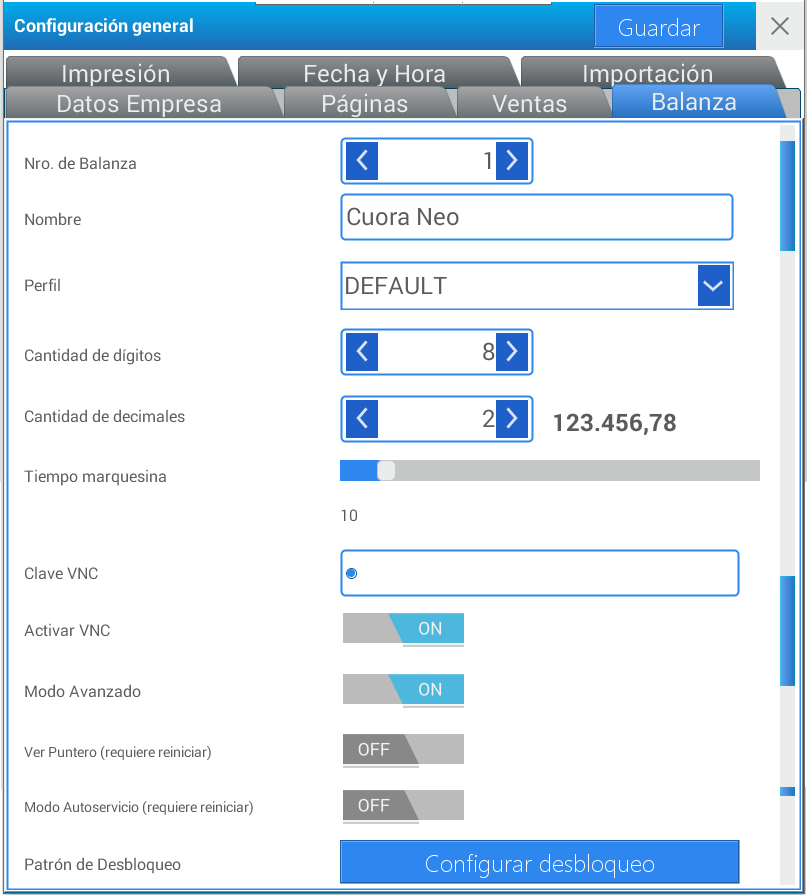 Configuración general
Guardar
Impresión
Fecha y Hora
Importación
Datos Empresa
Páginas
Ventas
Balanza
Nro. de Balanza
1
Nombre
Cuora Neo
Perfil
DEFAULT
Cantidad de dígitos
8
Cantidad de decimales
2
123.456,78
Tiempo marquesina
10
Clave VNC
Activar VNC
ON
Modo Avanzado
ON
Ver Puntero (requiere reiniciar)
OFF
Modo Autoservicio (requiere reiniciar)
OFF
Patrón de Desbloqueo
Configurar desbloqueo